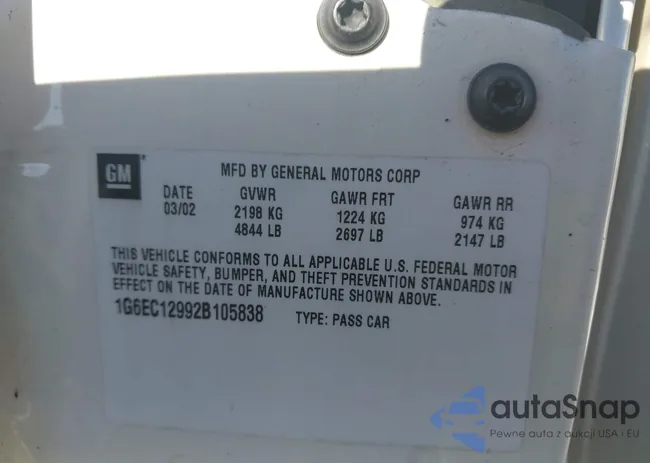 GM
MFD BY GENERAL MOTORS CORP
DATE GVWR GAWR FRT GAWR RR
03/02 2198 KG 1224 KG 974 KG
4844 LB 2697 LB 2147 LB
THIS VEHICLE CONFORMS TO ALL APPLICABLE U.S. FEDERAL MOTOR
VEHICLE SAFETY, BUMPER, AND THEFT PREVENTION STANDARDS IN
EFFECT ON THE DATE OF MANUFACTURE SHOWN ABOVE.
1G6EC12992B105838 TYPE: PASS CAR
autaSnap
Pewne auta z aukcji USA i EU